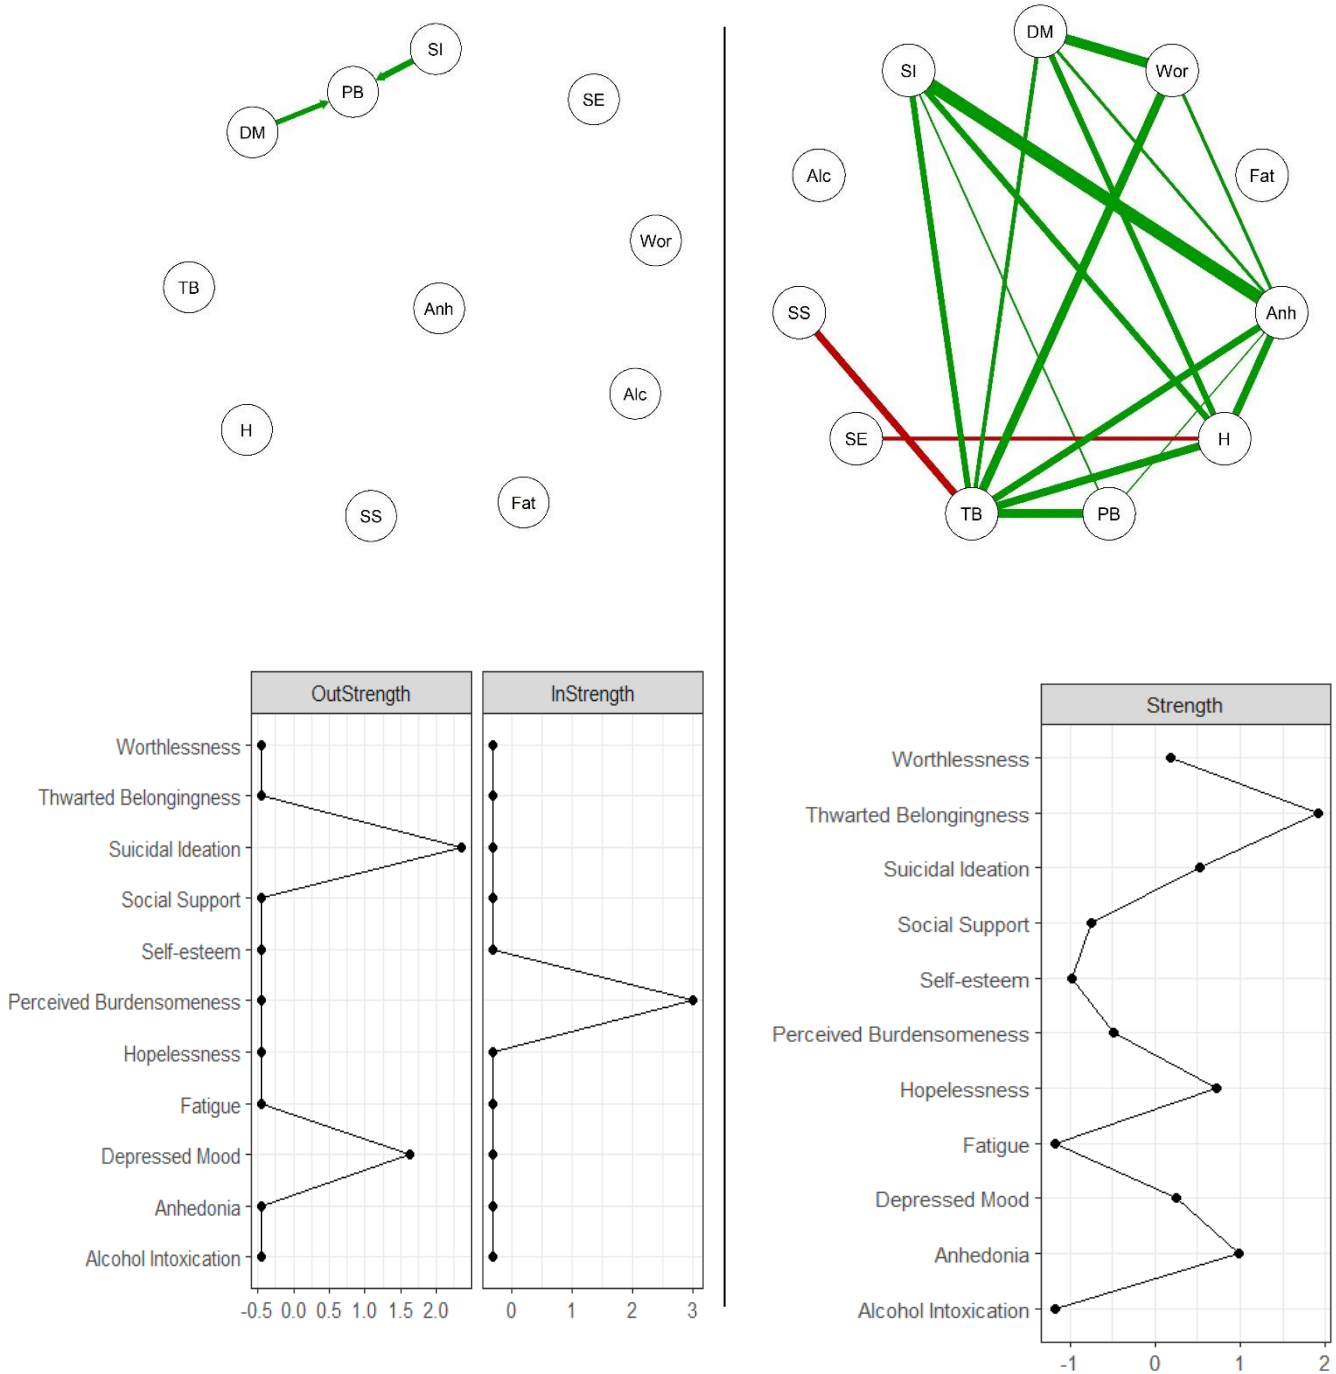 SI
PB
SE
DM
Wor
TB
Anh
Alc
H
Fat
SS
DM
SI
Wor
Alc
Fat
SS
Anh
SE
H
TB
PB
OutStrength
InStrength
Worthlessness
Thwarted Belongingness
Suicidal Ideation
Social Support
Self-esteem
Perceived Burdensomeness
Hopelessness
Fatigue
Depressed Mood
Anhedonia
Alcohol Intoxication
-0.5 0.0 0.5 1.0 1.5 2.0
0 1 2 3
Strength
Worthlessness
Thwarted Belongingness
Suicidal Ideation
Social Support
Self-esteem
Perceived Burdensomeness
Hopelessness
Fatigue
Depressed Mood
Anhedonia
Alcohol Intoxication
-1 0 1 2